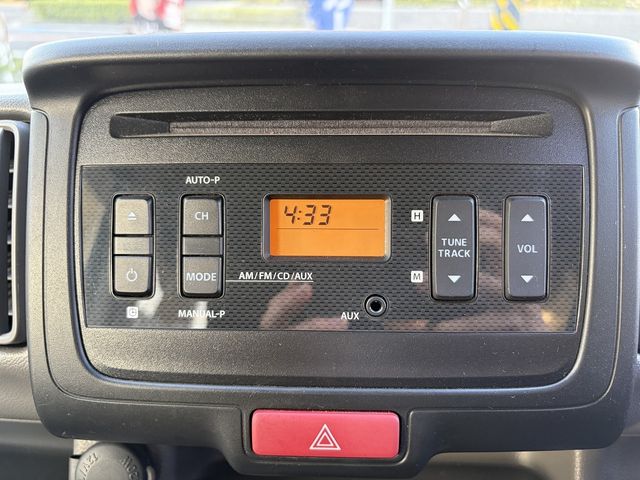 AUTO-P
CH
4:33
H
TUNE
TRACK
VOL
MODE
AM/FM/CD/AUX
M
MANUAL-P
AUX